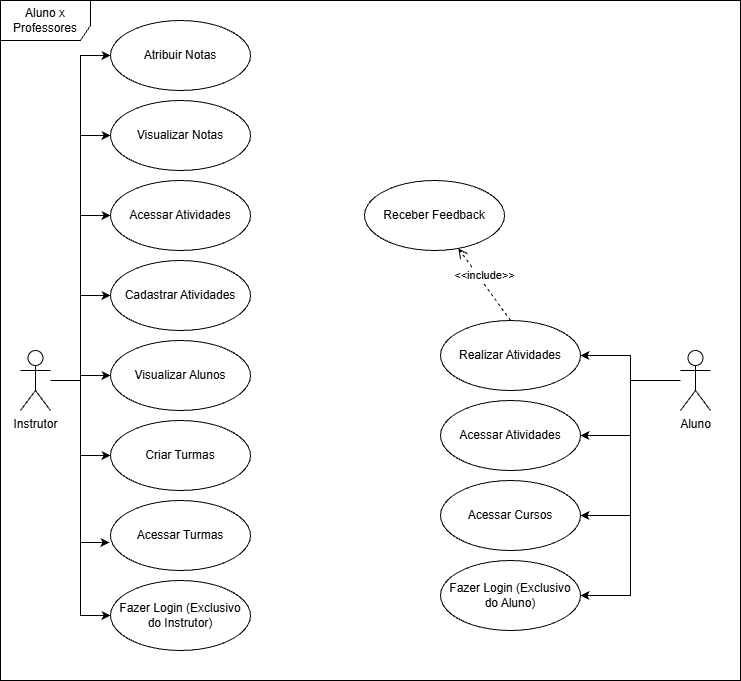 Aluno x
Professores
Atribuir Notas
Visualizar Notas
Acessar Atividades
Receber Feedback
<<include>>
Cadastrar Atividades
Realizar Atividades
Visualizar Alunos
Instrutor
Aluno
Acessar Atividades
Criar Turmas
Acessar Cursos
Acessar Turmas
Fazer Login (Exclusivo
do Aluno)
Fazer Login (Exclusivo
do Instrutor)